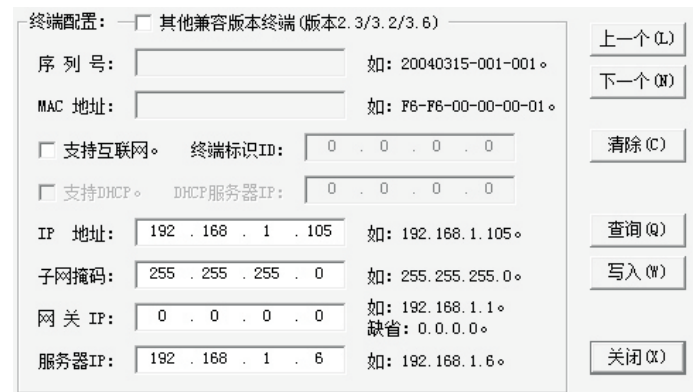 终端配置: 其他兼容版本终端(版本2.3/3.2/3.6)
上一个(L)
序 列 号: 如: 20040315-001-001。
下一个(N)
MAC 地址: 如: F6-F6-00-00-00-01。
支持互联网。 终端标识ID: 0 . 0 . 0 . 0
清除(C)
支持DHCP。 DHCP服务器IP: 0 . 0 . 0 . 0
IP 地址: 192 . 168 . 1 . 105 如: 192.168.1.105。
查询(Q)
子网掩码: 255 . 255 . 255 . 0 如: 255.255.255.0。
写入(W)
网 关 IP: 0 . 0 . 0 . 0 如: 192.168.1.1。
缺省: 0.0.0.0。
服务器IP: 192 . 168 . 1 . 6 如: 192.168.1.6。
关闭(X)